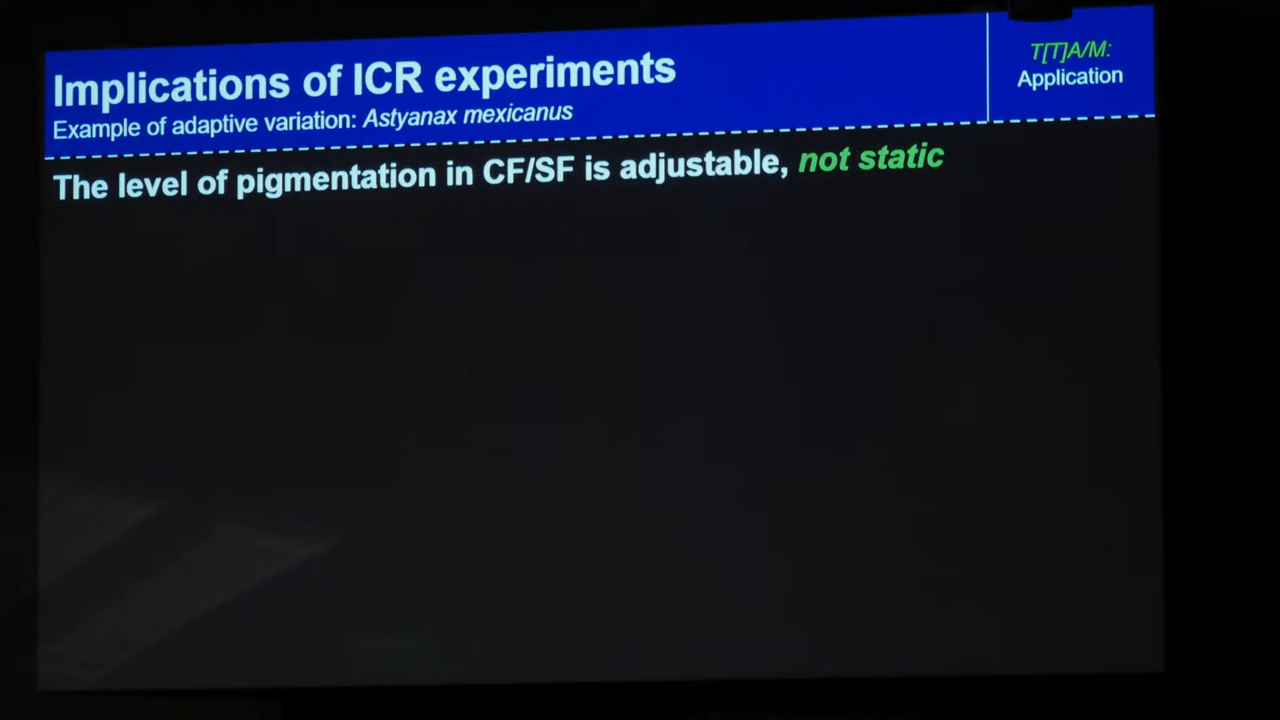 Implications of ICR experiments
Example of adaptive variation: Astyanax mexicanus
T[T]A/M:
Application
The level of pigmentation in CF/SF is adjustable, not static